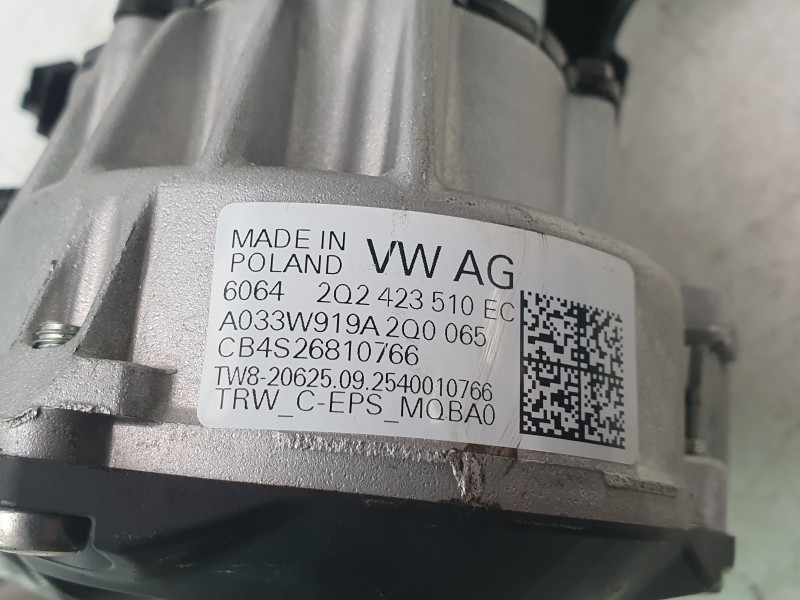 MADE IN
POLAND VW AG
6064 2Q2 423 510 EC
A033W919A 2Q0 065
CB4S26810766
TW8-20625.09.2540010766
TRW_C-EPS_MQBA0